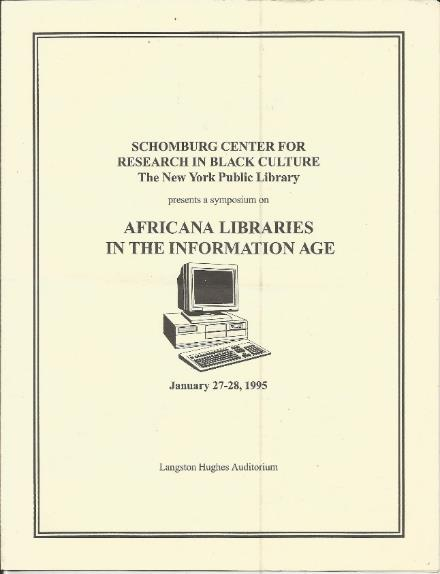 SCHOMBURG CENTER FOR
RESEARCH IN BLACK CULTURE
The New York Public Library
presents a symposium on
AFRICANA LIBRARIES
IN THE INFORMATION AGE
January 27-28, 1995
Langston Hughes Auditorium